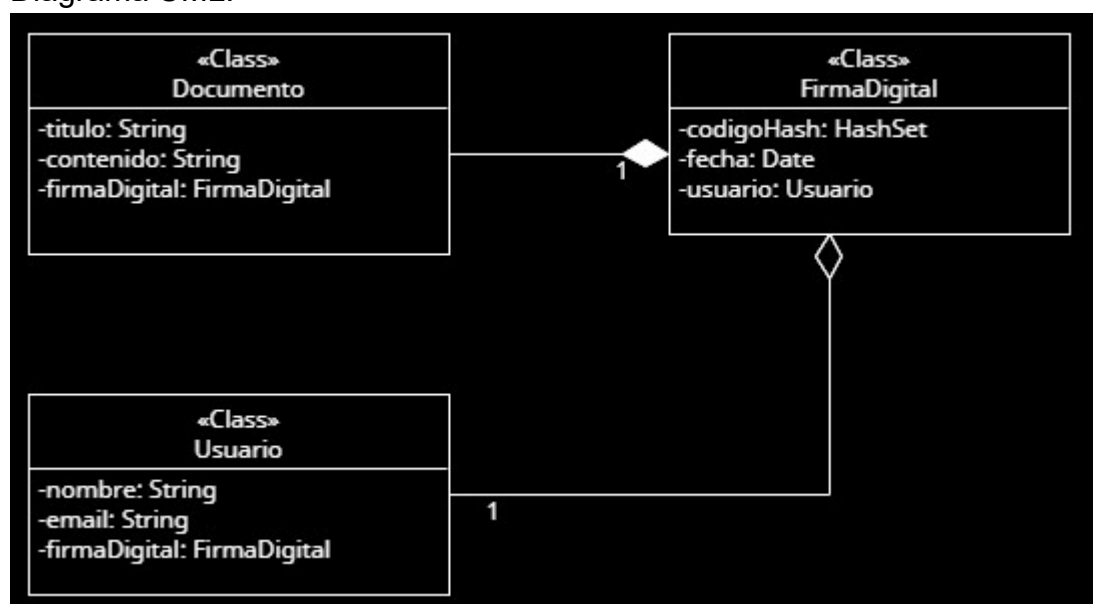 Diagrama UML:
«Class»
Documento
-titulo: String
-contenido: String
-firmaDigital: FirmaDigital
1
«Class»
FirmaDigital
-codigoHash: HashSet
-fecha: Date
-usuario: Usuario
«Class»
Usuario
-nombre: String
-email: String
-firmaDigital: FirmaDigital
1